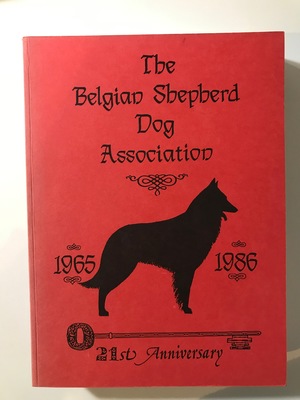 The
Belgian Shepherd
Dog
Association
1965 1986
21st Anniversary